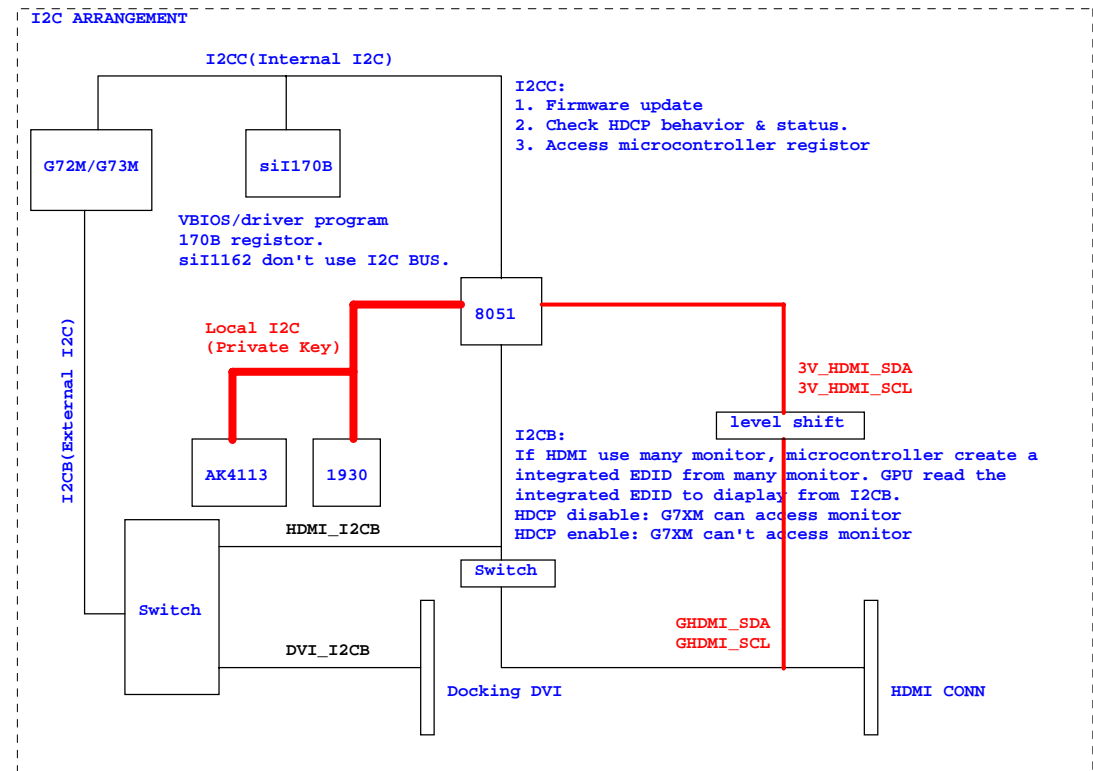 I2C ARRANGEMENT
I2CC(Internal I2C)
I2CC:
1. Firmware update
2. Check HDCP behavior & status.
3. Access microcontroller registor
G72M/G73M
siI170B
VBIOS/driver program
170B registor.
siI1162 don't use I2C BUS.
8051
Local I2C
(Private Key)
I2CB(External I2C)
3V_HDMI_SDA
3V_HDMI_SCL
level shift
AK4113
1930
I2CB:
If HDMI use many monitor, microcontroller create a
integrated EDID from many monitor. GPU read the
integrated EDID to diaplay from I2CB.
HDCP disable: G7XM can access monitor
HDCP enable: G7XM can't access monitor
HDMI_I2CB
Switch
Switch
GHDMI_SDA
GHDMI_SCL
DVI_I2CB
Docking DVI
HDMI CONN